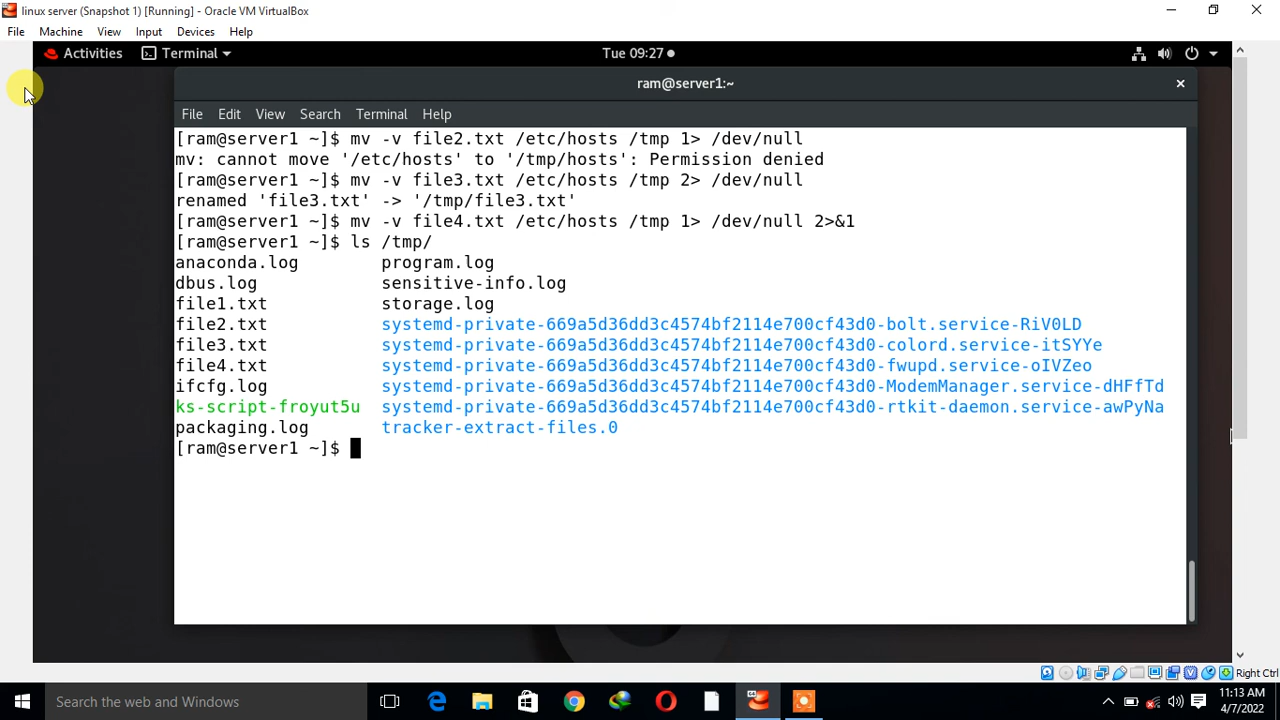 linux server (Snapshot 1) [Running] - Oracle VM VirtualBox
File Machine View Input Devices Help
Activities Terminal Tue 09:27
ram@server1:~
File Edit View Search Terminal Help
[ram@server1 ~]$ mv -v file2.txt /etc/hosts /tmp 1> /dev/null
mv: cannot move '/etc/hosts' to '/tmp/hosts': Permission denied
[ram@server1 ~]$ mv -v file3.txt /etc/hosts /tmp 2> /dev/null
renamed 'file3.txt' -> '/tmp/file3.txt'
[ram@server1 ~]$ mv -v file4.txt /etc/hosts /tmp 1> /dev/null 2>&1
[ram@server1 ~]$ ls /tmp/
anaconda.log program.log
dbus.log sensitive-info.log
file1.txt storage.log
file2.txt systemd-private-669a5d36dd3c4574bf2114e700cf43d0-bolt.service-RiV0LD
file3.txt systemd-private-669a5d36dd3c4574bf2114e700cf43d0-colord.service-itSYYe
file4.txt systemd-private-669a5d36dd3c4574bf2114e700cf43d0-fwupd.service-oIVZeo
ifcfg.log systemd-private-669a5d36dd3c4574bf2114e700cf43d0-ModemManager.service-dHFfTd
ks-script-froyut5u systemd-private-669a5d36dd3c4574bf2114e700cf43d0-rtkit-daemon.service-awPyNa
packaging.log tracker-extract-files.0
[ram@server1 ~]$
Right Ctrl
Search the web and Windows
11:13 AM
4/7/2022